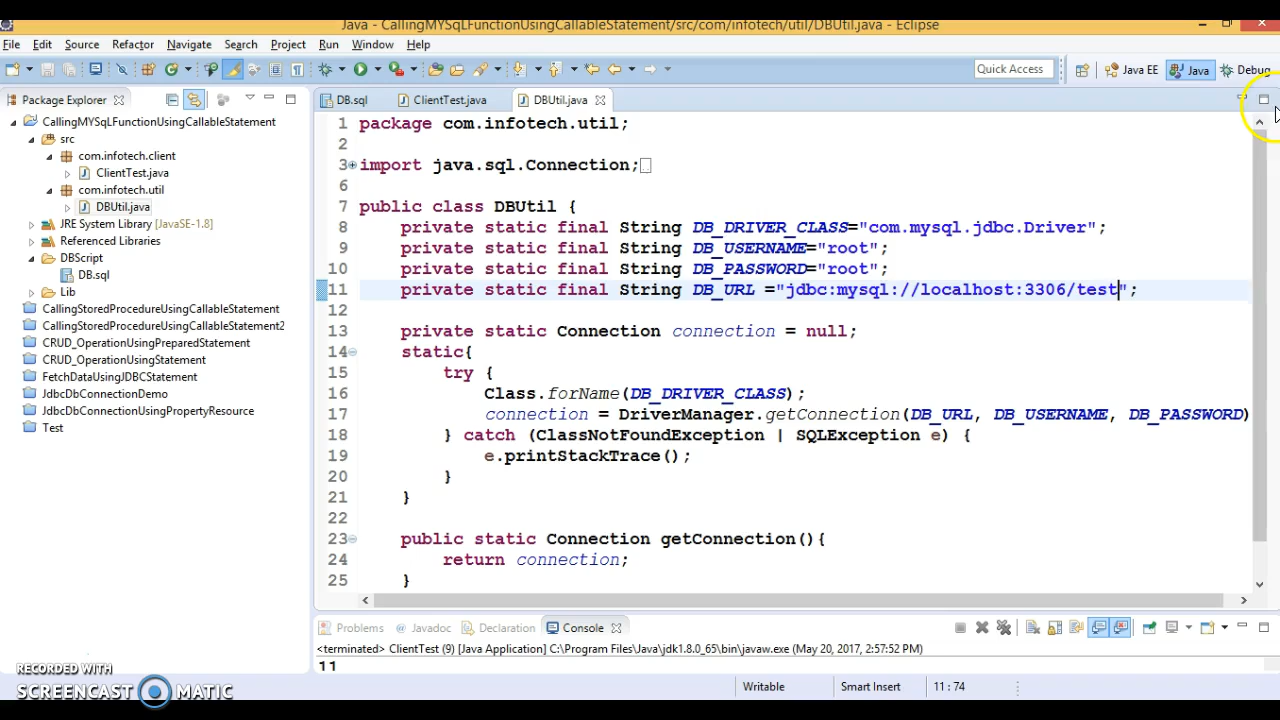 Java - CallingMYSqLFunctionUsingCallableStatement/src/com/infotech/util/DBUtil.java - Eclipse
File Edit Source Refactor Navigate Search Project Run Window Help
Quick Access Java EE Java Debug
Package Explorer
CallingMYSqLFunctionUsingCallableStatement
src
com.infotech.client
ClientTest.java
com.infotech.util
DBUtil.java
JRE System Library [JavaSE-1.8]
Referenced Libraries
DBScript
DB.sql
Lib
CallingStoredProcedureUsingCallableStatement
CallingStoredProcedureUsingCallableStatement2
CRUD_OperationUsingPreparedStatement
CRUD_OperationUsingStatement
FetchDataUsingJDBCStatement
JdbcDbConnectionDemo
JdbcDbConnectionUsingPropertyResource
Test
DB.sql ClientTest.java DBUtil.java
1 package com.infotech.util;
2
3 import java.sql.Connection;
6
7 public class DBUtil {
8 private static final String DB_DRIVER_CLASS="com.mysql.jdbc.Driver";
9 private static final String DB_USERNAME="root";
10 private static final String DB_PASSWORD="root";
11 private static final String DB_URL ="jdbc:mysql://localhost:3306/test";
12
13 private static Connection connection = null;
14 static{
15 try {
16 Class.forName(DB_DRIVER_CLASS);
17 connection = DriverManager.getConnection(DB_URL, DB_USERNAME, DB_PASSWORD)
18 } catch (ClassNotFoundException | SQLException e) {
19 e.printStackTrace();
20 }
21 }
22
23 public static Connection getConnection(){
24 return connection;
25 }
Problems Javadoc Declaration Console
<terminated> ClientTest (9) [Java Application] C:\Program Files\Java\jdk1.8.0_65\bin\javaw.exe (May 20, 2017, 2:57:52 PM)
11
Writable Smart Insert 11 : 74
RECORDED WITH
SCREENCAST MATIC